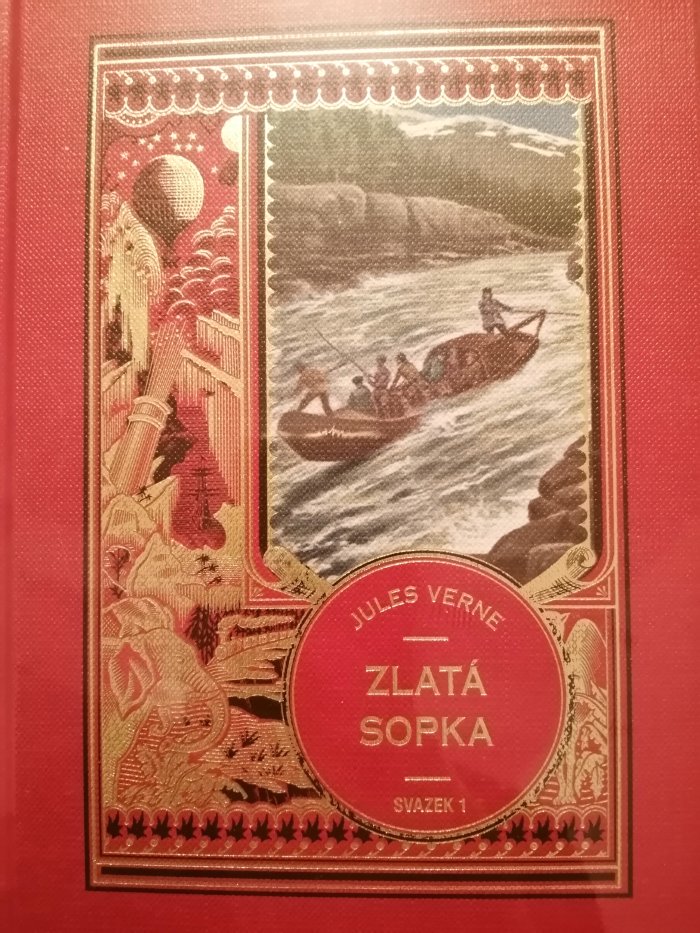 JULES VERNE
ZLATÁ
SOPKA
SVAZEK 1